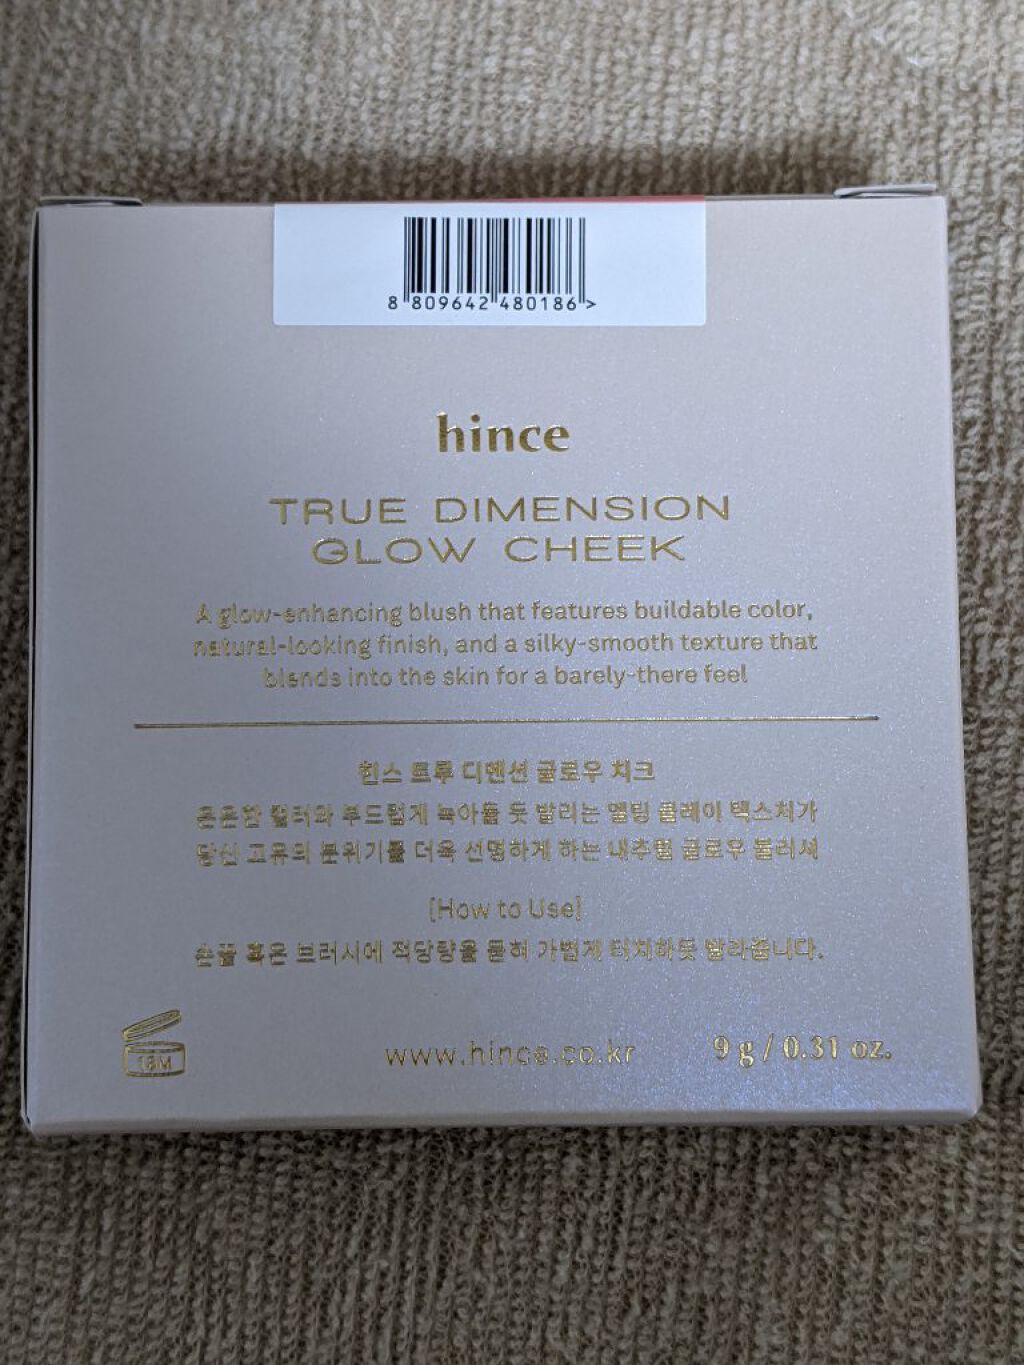 8 809642 480186 >
hince
TRUE DIMENSION
GLOW CHEEK
A glow-enhancing blush that features buildable color,
natural-looking finish, and a silky-smooth texture that
blends into the skin for a barely-there feel
힌스 트루 디멘션 글로우 치크
은은한 컬러와 부드럽게 녹아들 듯 발리는 멜팅 클레이 텍스처가
당신 고유의 분위기를 더욱 선명하게 하는 내추럴 글로우 블러셔
[How to Use]
손끝 혹은 브러시에 적당량을 묻혀 가볍게 터치하듯 발라줍니다.
18M
www.hince.co.kr
9 g / 0.31 oz.